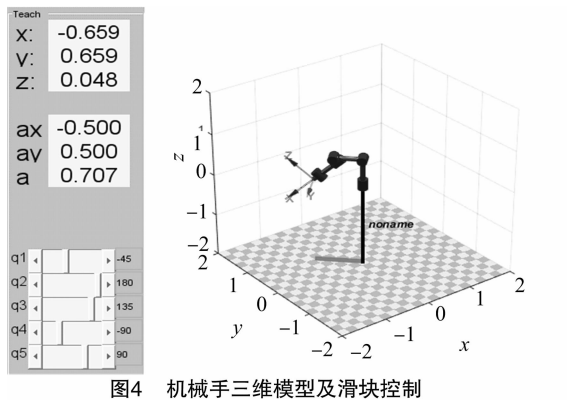 Teach
x: -0.659
y: 0.659
z: 0.048
ax -0.500
ay 0.500
a 0.707
q1 -45
q2 180
q3 135
q4 -90
q5 90
2
1
0
-1
-2
z
2
1
0
-1
-2
y
-2
-1
0
1
2
x
noname
Z
X
Y
图4 机械手三维模型及滑块控制